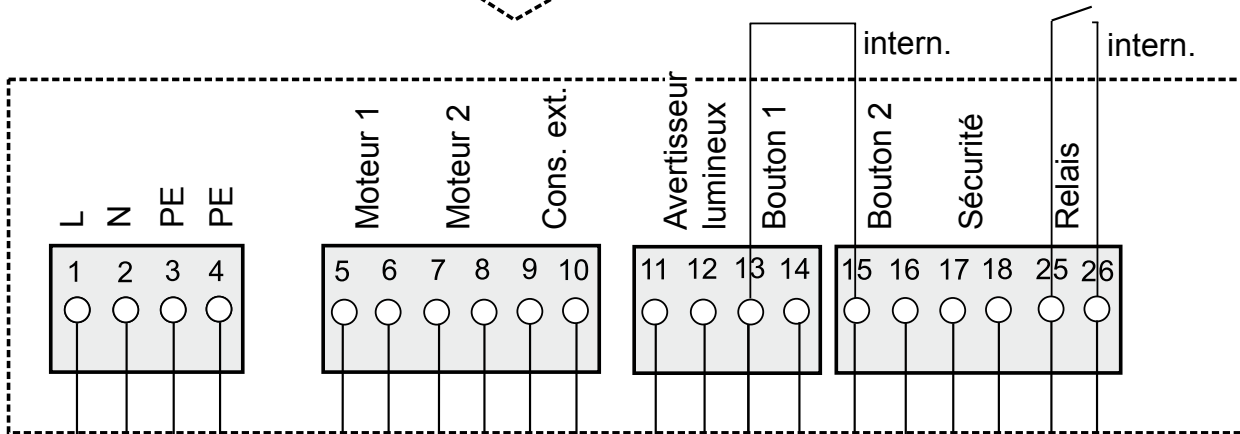 intern.
intern.
L
N
PE
PE
Moteur 1
Moteur 2
Cons. ext.
Avertisseur
lumineux
Bouton 1
Bouton 2
Sécurité
Relais
1 2 3 4
5 6 7 8 9 10
11 12 13 14
15 16 17 18 25 26